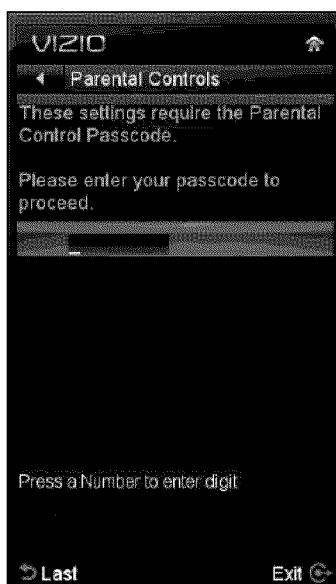 VIZIO
Parental Controls
These settings require the Parental
Control Passcode.
Please enter your passcode to
proceed.
Press a Number to enter digit
Last
Exit